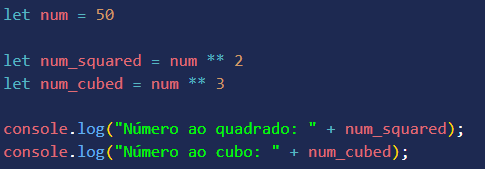 let num = 50
let num_squared = num ** 2
let num_cubed = num ** 3
console.log("Número ao quadrado: " + num_squared);
console.log("Número ao cubo: " + num_cubed);